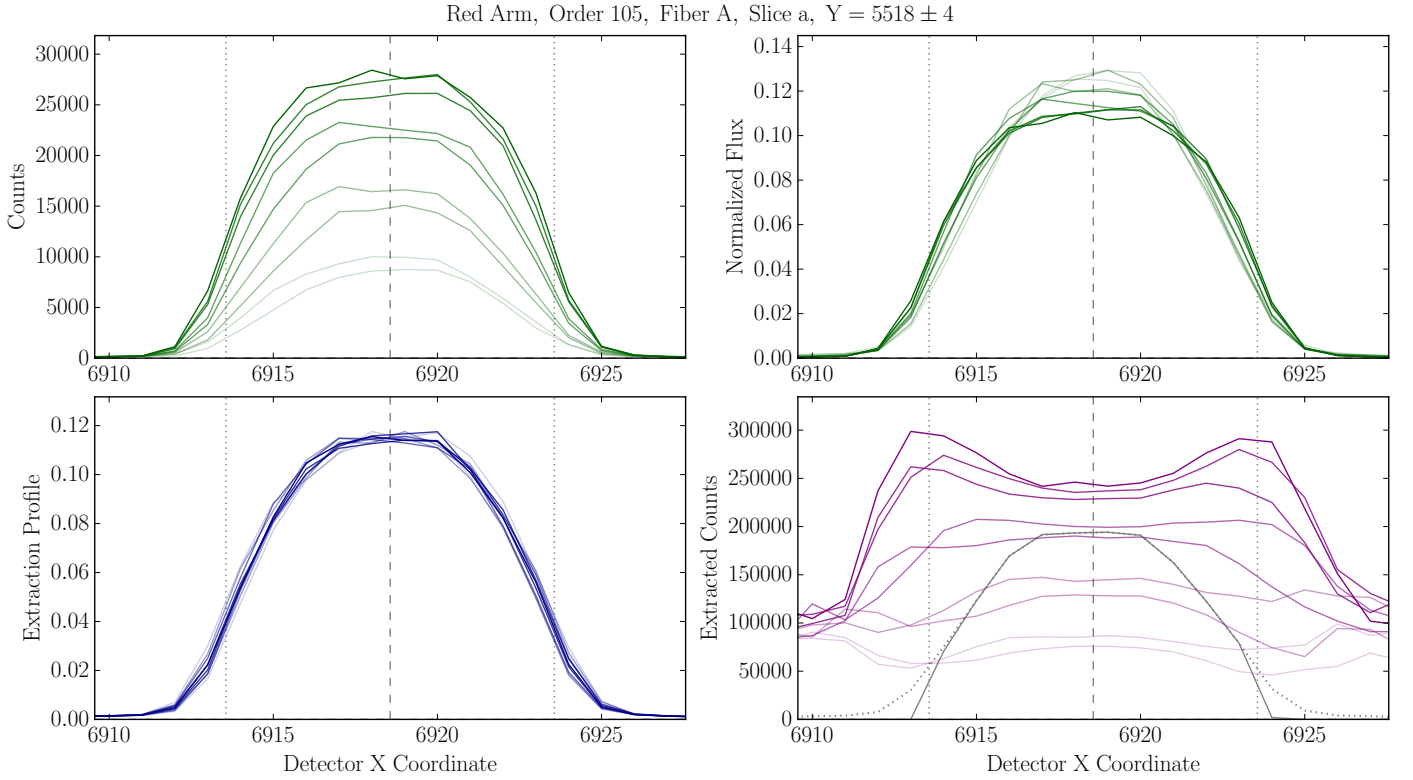 Red Arm, Order 105, Fiber A, Slice a, Y = 5518 ± 4
Counts
30000
25000
20000
15000
10000
5000
0
6910 6915 6920 6925
Normalized Flux
0.14
0.12
0.10
0.08
0.06
0.04
0.02
0.00
6910 6915 6920 6925
Extraction Profile
0.12
0.10
0.08
0.06
0.04
0.02
0.00
6910 6915 6920 6925
Detector X Coordinate
Extracted Counts
300000
250000
200000
150000
100000
50000
0
6910 6915 6920 6925
Detector X Coordinate